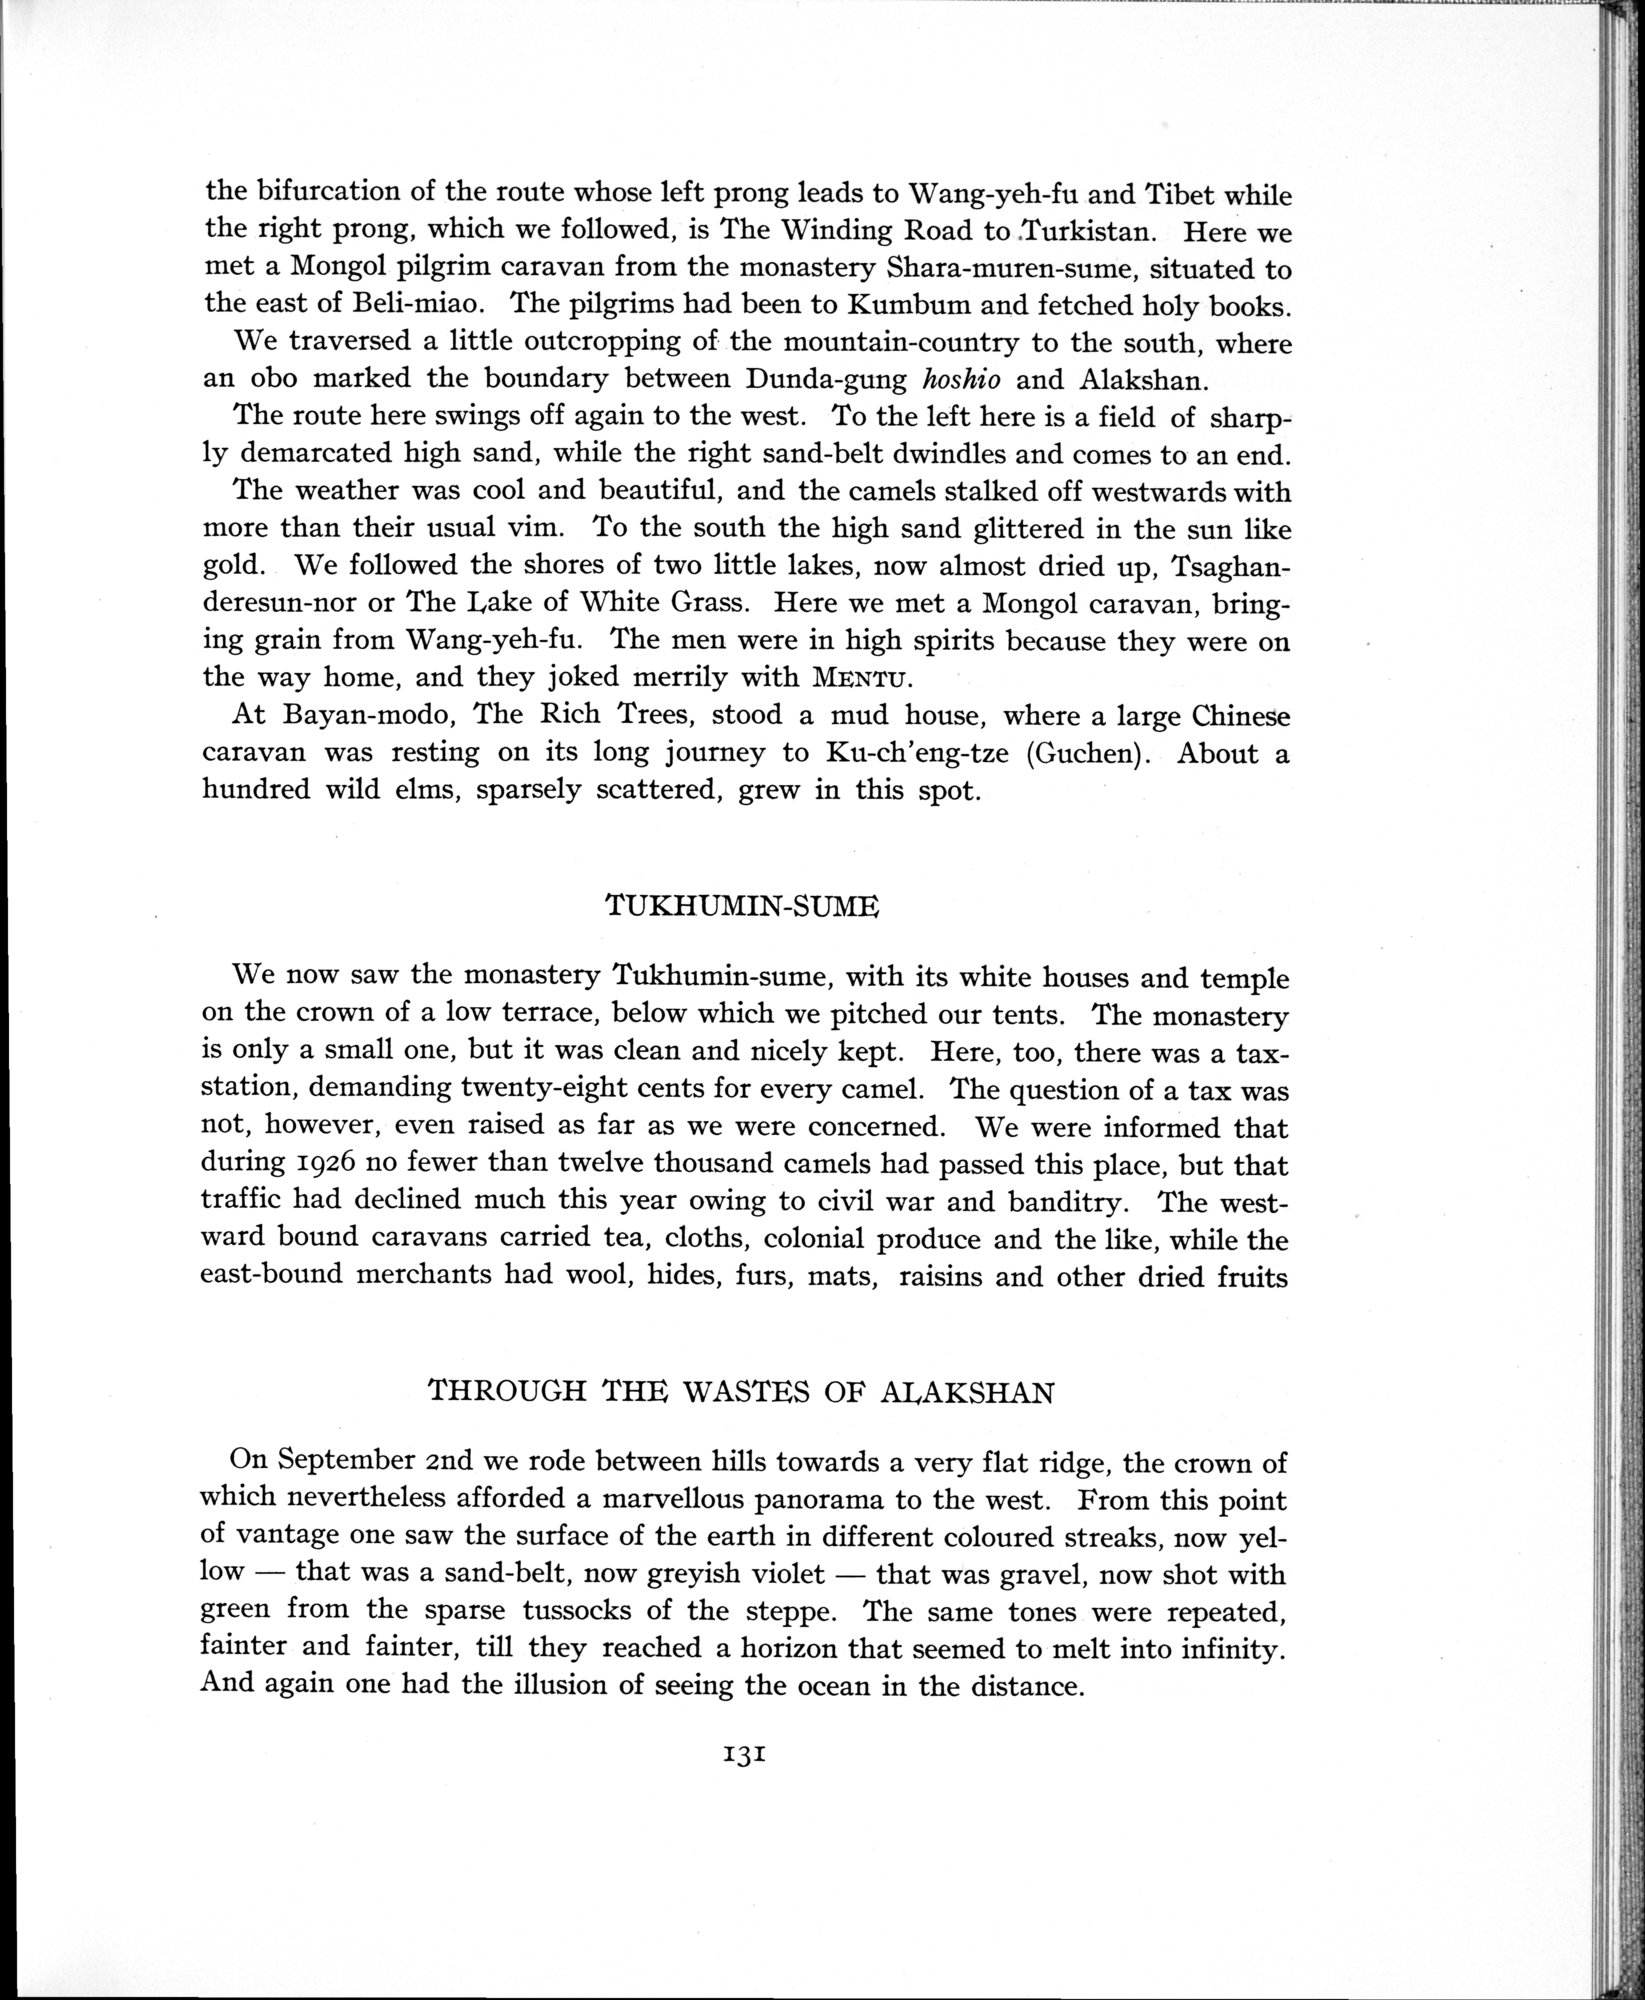 the bifurcation of the route whose left prong leads to Wang-yeh-fu and Tibet while
the right prong, which we followed, is The Winding Road to Turkistan. Here we
met a Mongol pilgrim caravan from the monastery Shara-muren-sume, situated to
the east of Beli-miao. The pilgrims had been to Kumbum and fetched holy books.
We traversed a little outcropping of the mountain-country to the south, where
an obo marked the boundary between Dunda-gung hoshio and Alakshan.
The route here swings off again to the west. To the left here is a field of sharp-
ly demarcated high sand, while the right sand-belt dwindles and comes to an end.
The weather was cool and beautiful, and the camels stalked off westwards with
more than their usual vim. To the south the high sand glittered in the sun like
gold. We followed the shores of two little lakes, now almost dried up, Tsaghan-
deresun-nor or The Lake of White Grass. Here we met a Mongol caravan, bring-
ing grain from Wang-yeh-fu. The men were in high spirits because they were on
the way home, and they joked merrily with MENTU.
At Bayan-modo, The Rich Trees, stood a mud house, where a large Chinese
caravan was resting on its long journey to Ku-ch'eng-tze (Guchen). About a
hundred wild elms, sparsely scattered, grew in this spot.
TUKHUMIN-SUME
We now saw the monastery Tukhumin-sume, with its white houses and temple
on the crown of a low terrace, below which we pitched our tents. The monastery
is only a small one, but it was clean and nicely kept. Here, too, there was a tax-
station, demanding twenty-eight cents for every camel. The question of a tax was
not, however, even raised as far as we were concerned. We were informed that
during 1926 no fewer than twelve thousand camels had passed this place, but that
traffic had declined much this year owing to civil war and banditry. The west-
ward bound caravans carried tea, cloths, colonial produce and the like, while the
east-bound merchants had wool, hides, furs, mats, raisins and other dried fruits
THROUGH THE WASTES OF ALAKSHAN
On September 2nd we rode between hills towards a very flat ridge, the crown of
which nevertheless afforded a marvellous panorama to the west. From this point
of vantage one saw the surface of the earth in different coloured streaks, now yel-
low — that was a sand-belt, now greyish violet — that was gravel, now shot with
green from the sparse tussocks of the steppe. The same tones were repeated,
fainter and fainter, till they reached a horizon that seemed to melt into infinity.
And again one had the illusion of seeing the ocean in the distance.
131